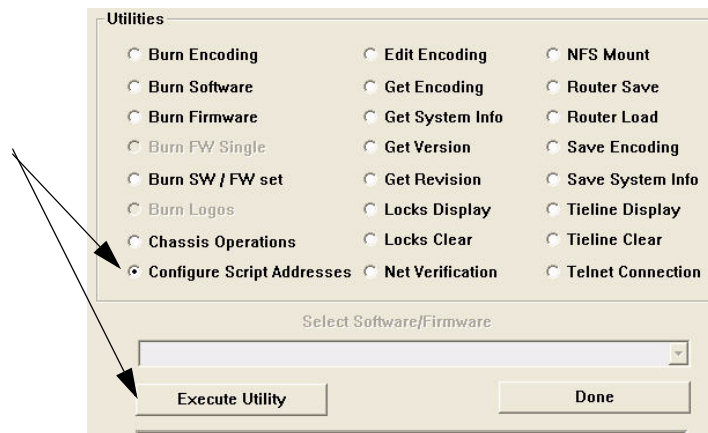 Utilities
Burn Encoding
Burn Software
Burn Firmware
Burn FW Single
Burn SW / FW set
Burn Logos
Chassis Operations
Configure Script Addresses
Edit Encoding
Get Encoding
Get System Info
Get Version
Get Revision
Locks Display
Locks Clear
Net Verification
NFS Mount
Router Save
Router Load
Save Encoding
Save System Info
Tieline Display
Tieline Clear
Telnet Connection
Select Software/Firmware
Execute Utility
Done